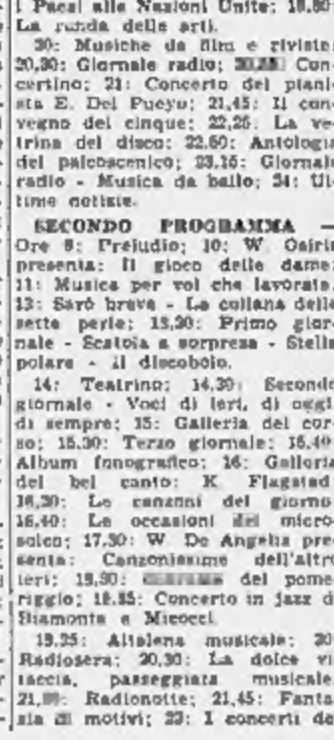 i Paesi alle Nazioni Unite; 
La ronda delle arti.
20: Musiche da film e riviste;
20,30: Giornale radio; Con-
certino; 21: Concerto del piani-
sta E. Del Pueyo; 21,45: Il con-
vegno dei cinque; 22,25: La ve-
trina del disco; 22,50: Antologia
del palcoscenico; 23,15: Giornale
radio - Musica da ballo; 24: Ul-
time notizie.
SECONDO PROGRAMMA —
Ore 8: Preludio; 10: W. Osiris
presenta: Il gioco delle dame;
11: Musica per voi che lavorate;
13: Sarò breve - La collana delle
sette perle; 13,30: Primo gior-
nale - Scatola a sorpresa - Stella
polare - il discobolo.
14: Teatrino; 14,30: Secondo
giornale - Voci di ieri, di oggi,
di sempre; 15: Galleria del cor-
so; 15,30: Terzo giornale; 15,40:
Album fonografico; 16: Galleria
del bel canto: K. Flagstad;
16,30: Le canzoni del giorno;
16,40: Le occasioni del micro-
solco; 17,30: W. De Angelis pre-
senta: Canzonissime dell'altro
ieri; 18,30: del pome-
riggio; Concerto in jazz di
Piamonte e Micocci.
19,25: Altalena musicale; 20:
Radiosera; 20,30: La dolce vi-
taccia, passeggiata musicale;
Radionotte; 21,45: Fanta-
sia di motivi; 23: I concerti da